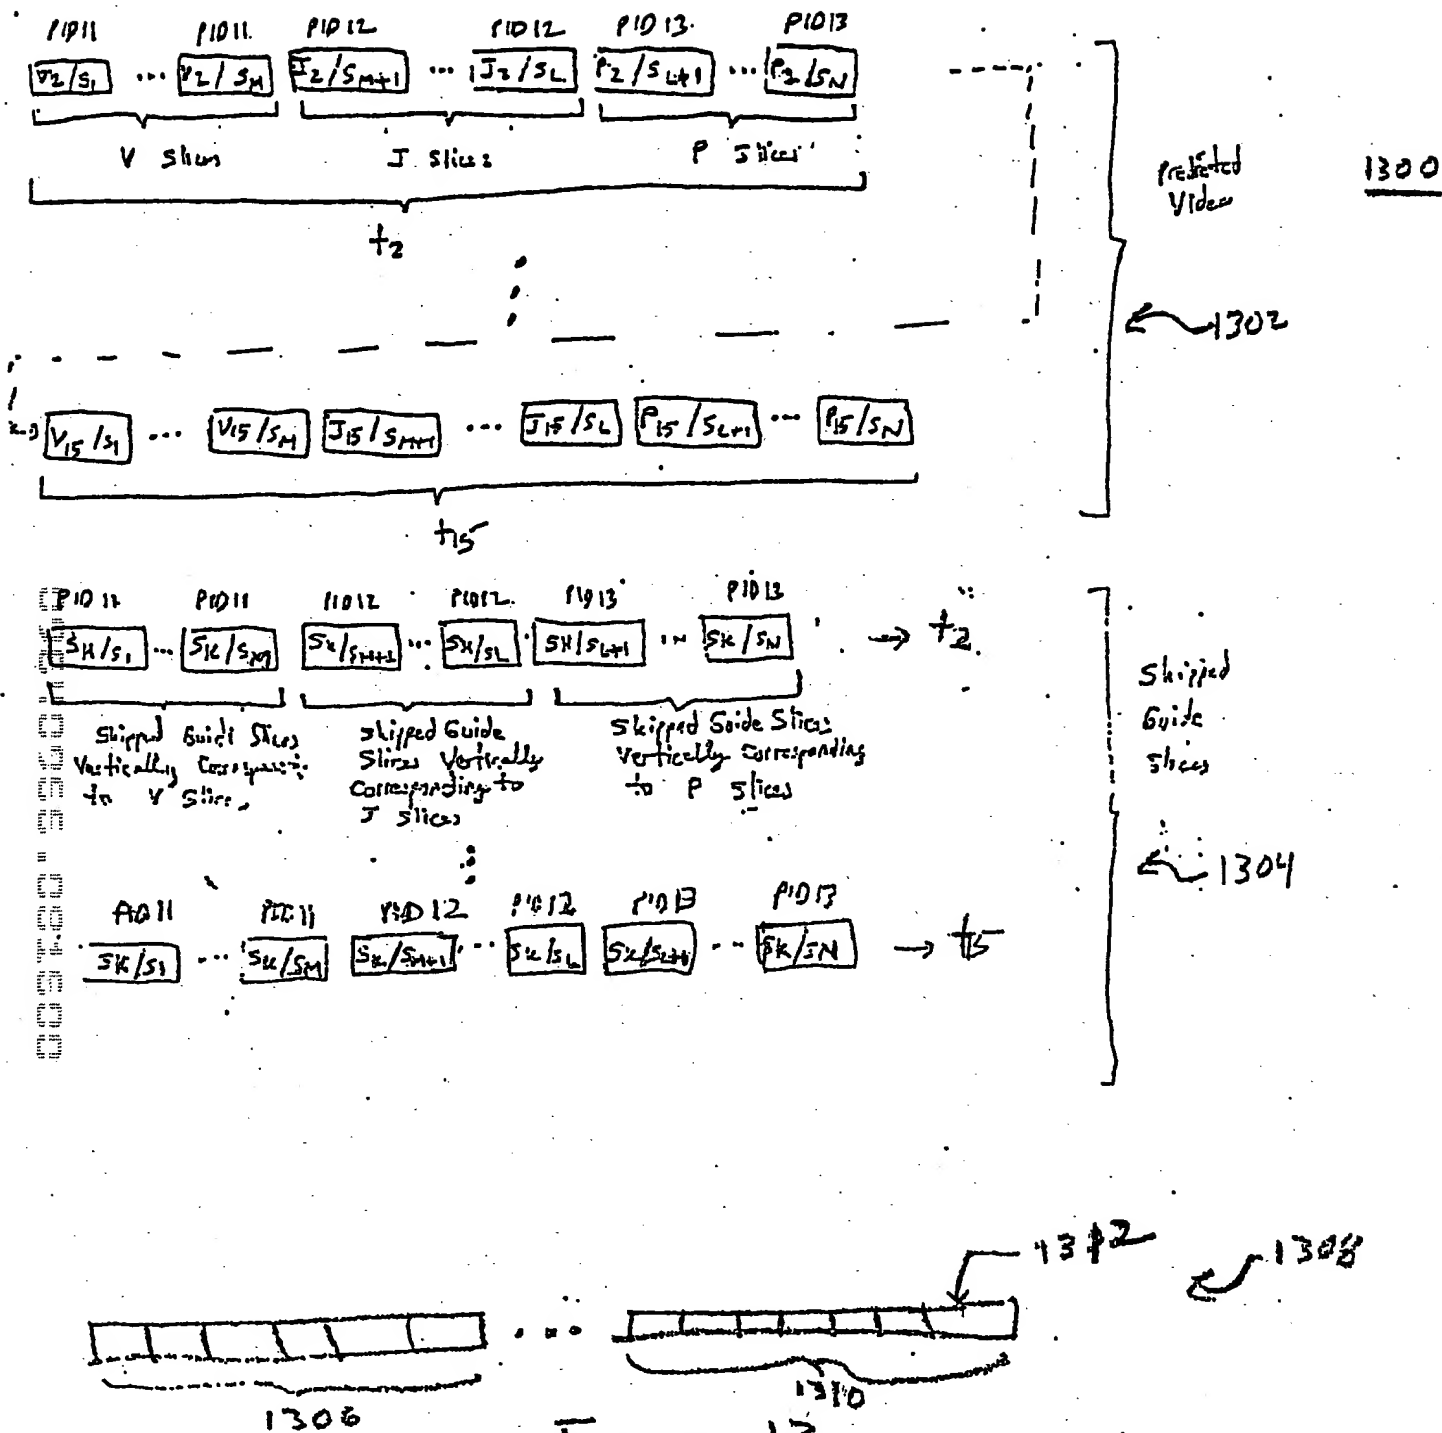 PID11 PID11. PID12 PID12 PID13. PID13
V2/S1 ... V2/SM I2/SM+1 ... J2/SL P2/SL+1 ... P2/SN
V Slices J Slices P Slices
t2
Predicted
Video
1300
1302
V15/S1 ... V15/SM J15/SM+1 ... J15/SL P15/SL+1 ... P15/SN
t15
PID11 PID11 PID12 PID12. PID13 PID13
SK/S1 ... SK/SM SK/SM+1 ... SK/SL SK/SL+1 ... SK/SN → t2
Skipped Guide Slices
Vertically Corresponding
to V Slices
Skipped Guide
Slices Vertically
Corresponding to
J Slices
Skipped Guide Slices
Vertically Corresponding
to P Slices
Skipped
Guide
Slices
1304
PID11 PID11 PID12 PID12 PID13 PID13
SK/S1 ... SK/SM SK/SM+1 ... SK/SL SK/SL+1 ... SK/SN → t15
1312
1308
...
1306
1310